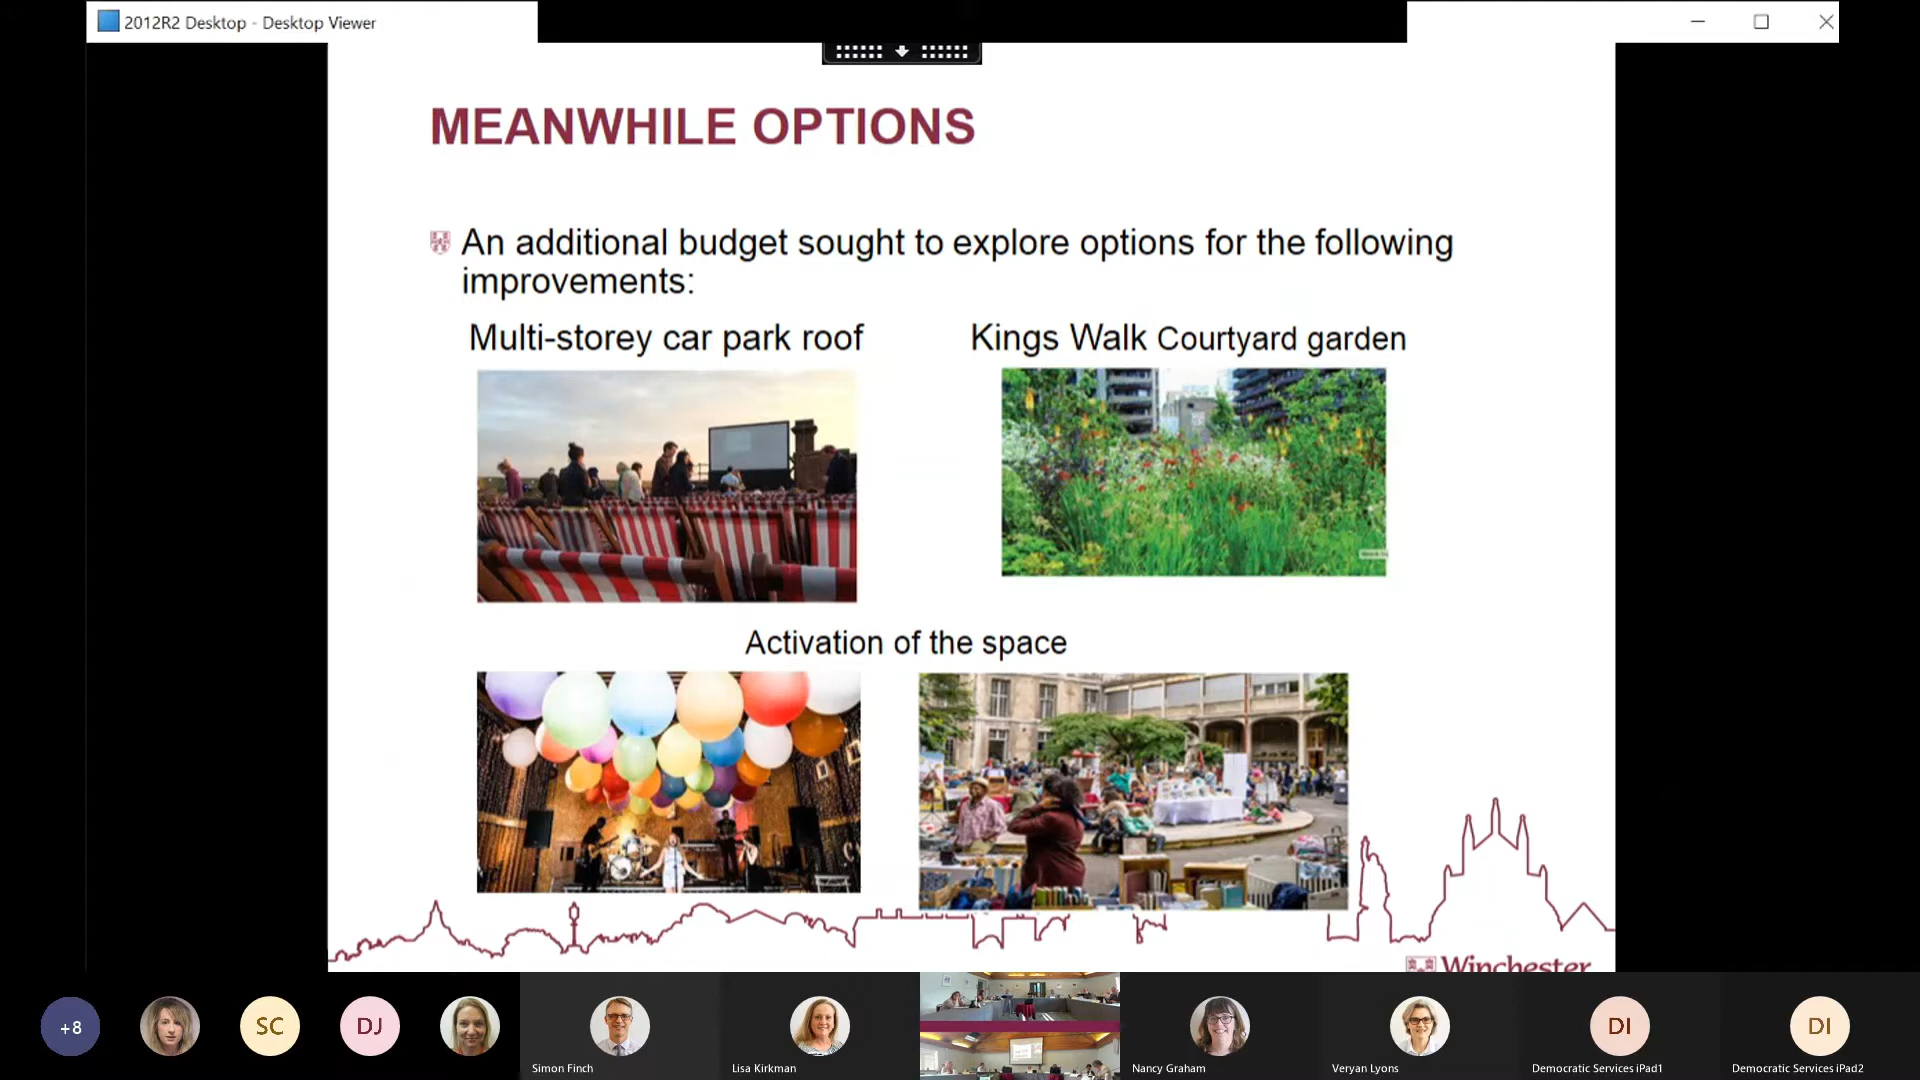 2012R2 Desktop - Desktop Viewer
MEANWHILE OPTIONS
An additional budget sought to explore options for the following
improvements:
Multi-storey car park roof
Kings Walk Courtyard garden
Activation of the space
Winchester
+8
SC
DJ
Simon Finch
Lisa Kirkman
Nancy Graham
Veryan Lyons
DI
Democratic Services iPad1
DI
Democratic Services iPad2